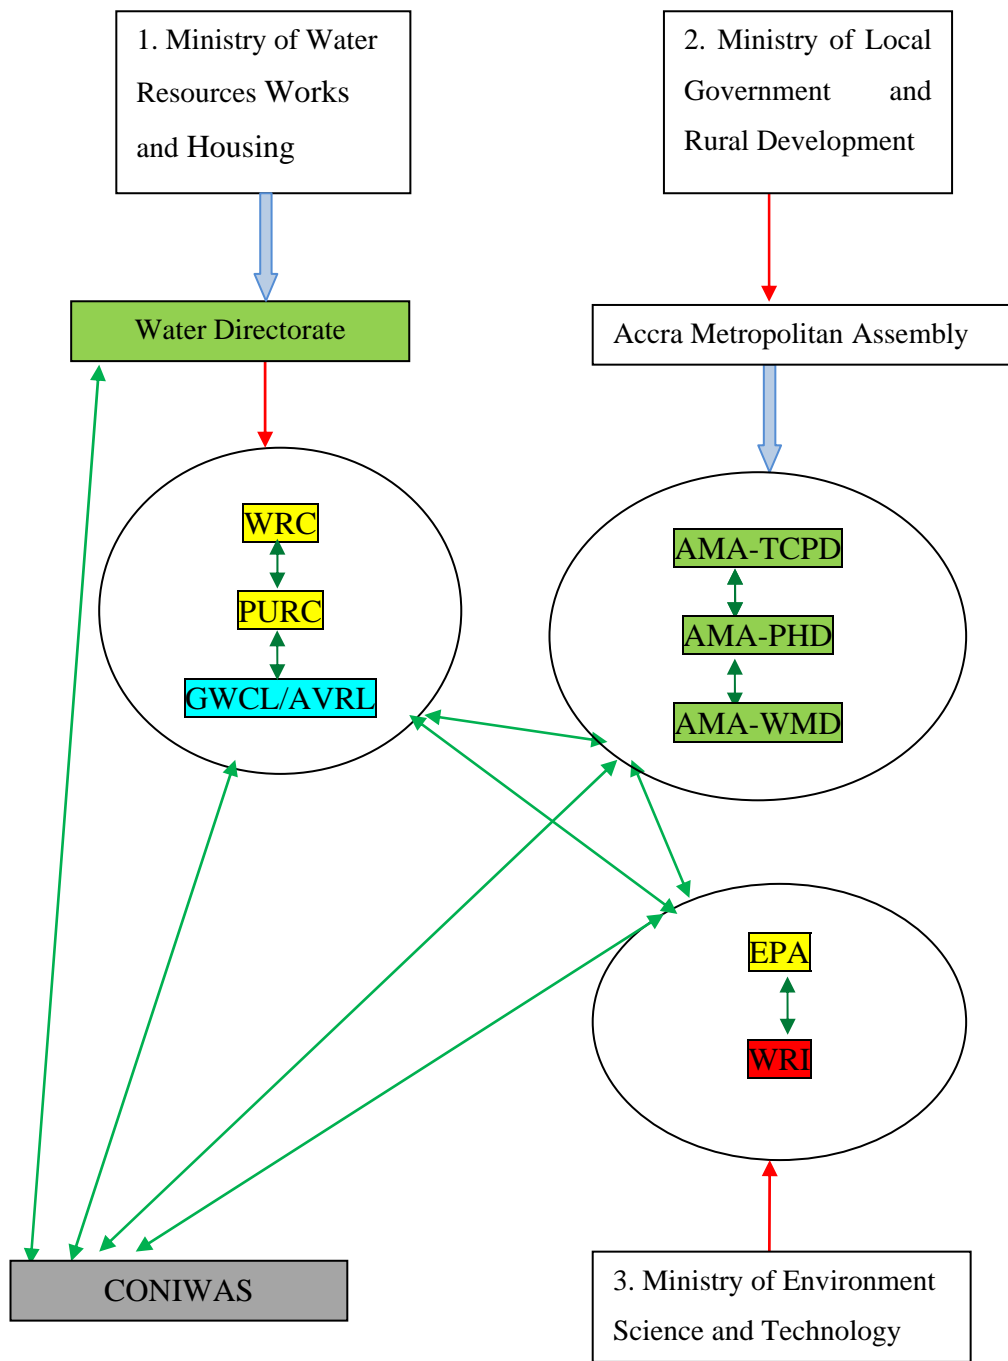 1. Ministry of Water
Resources Works
and Housing
2. Ministry of Local
Government and
Rural Development
Water Directorate
Accra Metropolitan Assembly
WRC
PURC
GWCL/AVRL
AMA-TCPD
AMA-PHD
AMA-WMD
EPA
WRI
CONIWAS
3. Ministry of Environment
Science and Technology